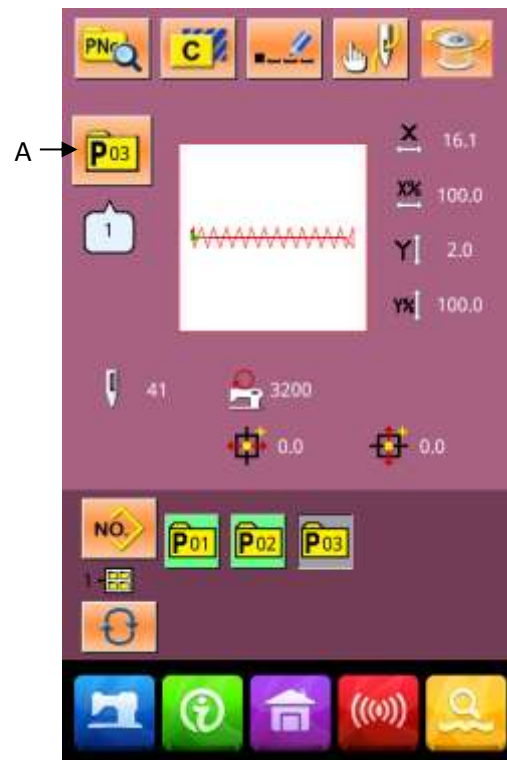 PNo
C
A
P03
X 16.1
1
X% 100.0
Y 2.0
Y% 100.0
41
3200
0.0
0.0
NO.
P01
P02
P03
1-